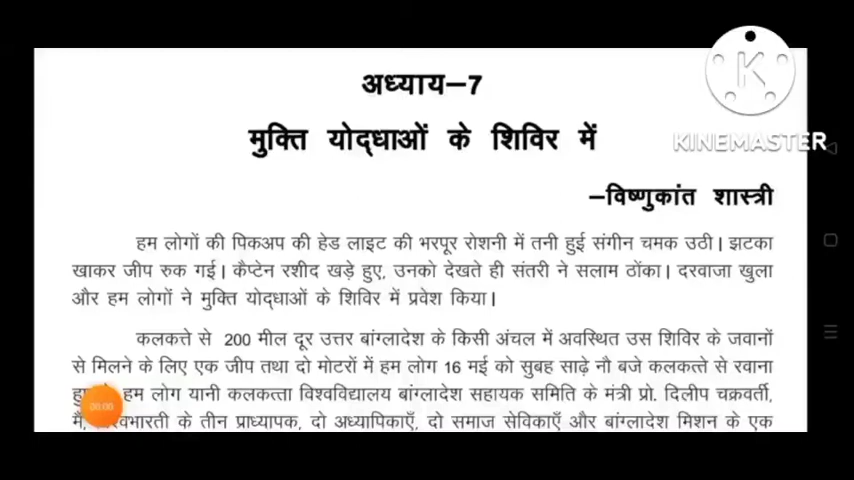 अध्याय–7
मुक्ति योद्धाओं के शिविर में
–विष्णुकांत शास्त्री
हम लोगों की पिकअप की हेड लाइट की भरपूर रोशनी में तनी हुई संगीन चमक उठी। झटका
खाकर जीप रुक गई। कैप्टेन रशीद खड़े हुए, उनको देखते ही संतरी ने सलाम ठोंका। दरवाजा खुला
और हम लोगों ने मुक्ति योद्धाओं के शिविर में प्रवेश किया।
कलकत्ते से 200 मील दूर उत्तर बांग्लादेश के किसी अंचल में अवस्थित उस शिविर के जवानों
से मिलने के लिए एक जीप तथा दो मोटरों में हम लोग 16 मई को सुबह साढ़े नौ बजे कलकत्ते से रवाना
हम लोग यानी कलकत्ता विश्वविद्यालय बांग्लादेश सहायक समिति के मंत्री प्रो. दिलीप चक्रवर्ती,
मैं, के तीन प्राध्यापक, दो अध्यापिकाएँ, दो समाज सेविकाएँ और बांग्लादेश मिशन के एक
K
KINEMASTER
00:00